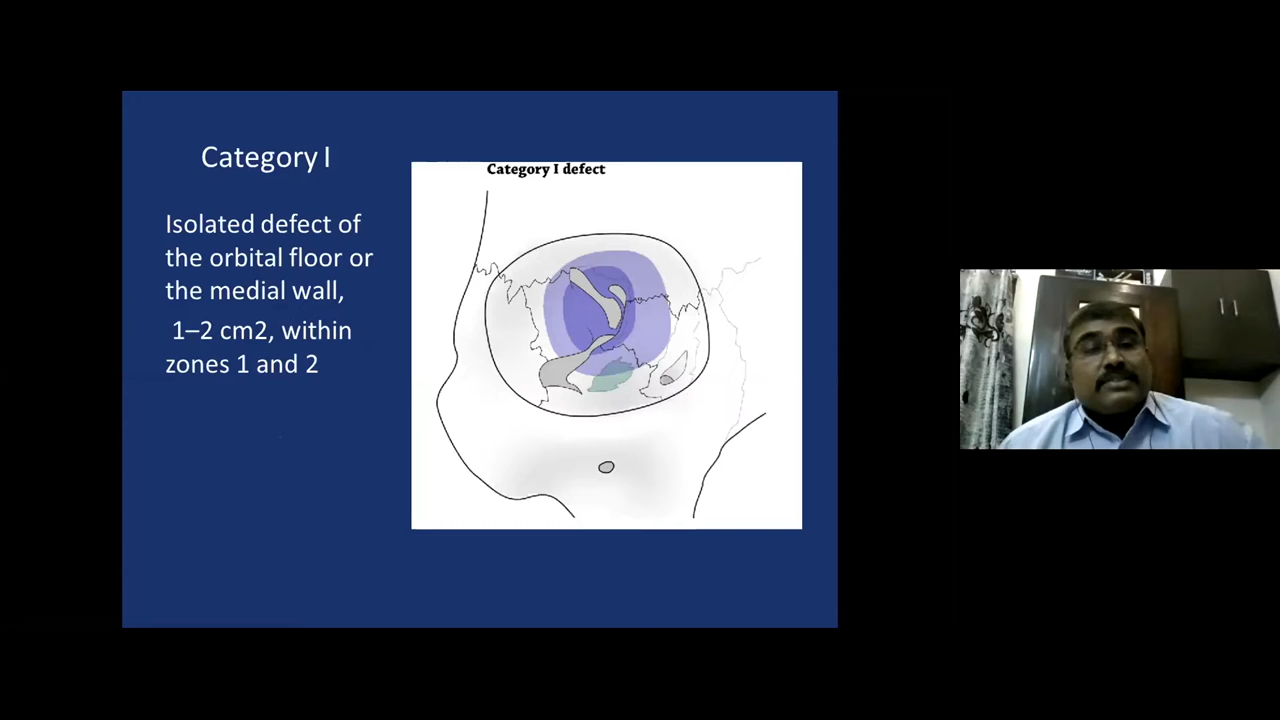 Category I
Isolated defect of
the orbital floor or
the medial wall,
1–2 cm2, within
zones 1 and 2
Category I defect